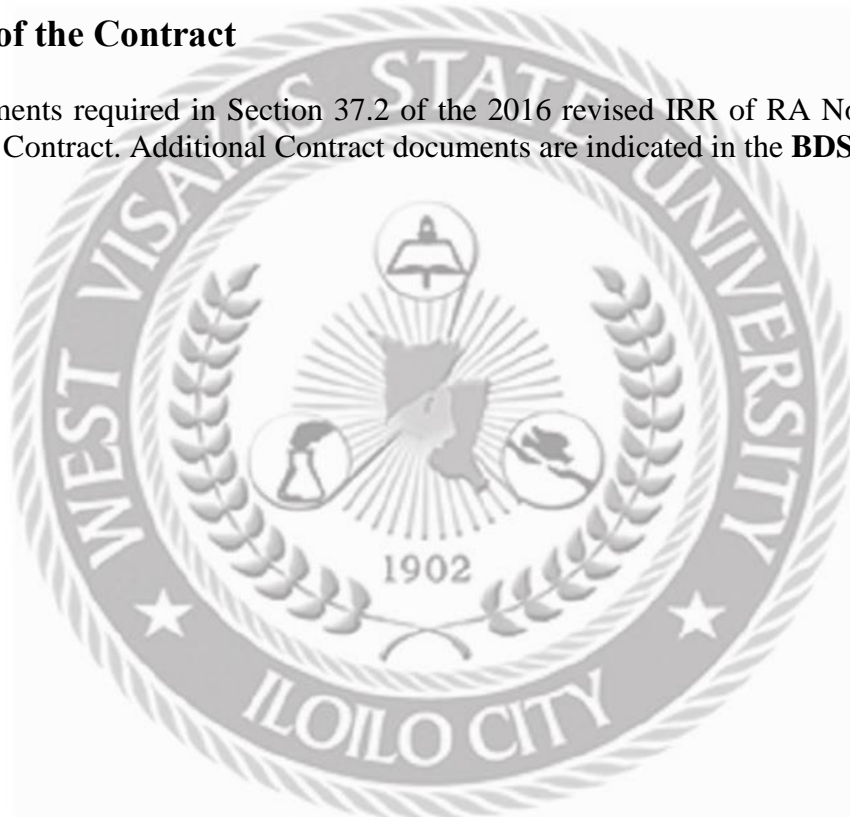 of the Contract
ments required in Section 37.2 of the 2016 revised IRR of RA No
Contract. Additional Contract documents are indicated in the BDS
WEST VISAYAS STATE UNIVERSITY
1902
ILOILO CITY